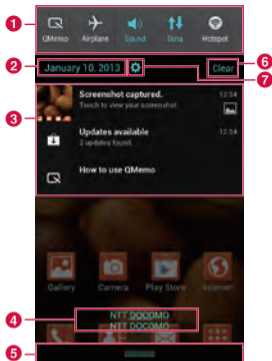 1
QMemo Airplane Sound Data Hotspot
2 January 10, 2013 Clear 6
7
3 Screenshot captured. 12:54
Touch to view your screenshot.
Updates available 12:54
2 updates found.
How to use QMemo
Gallery Camera Play Store Internet
4 NTT DOCOMO
NTT DOCOMO
5